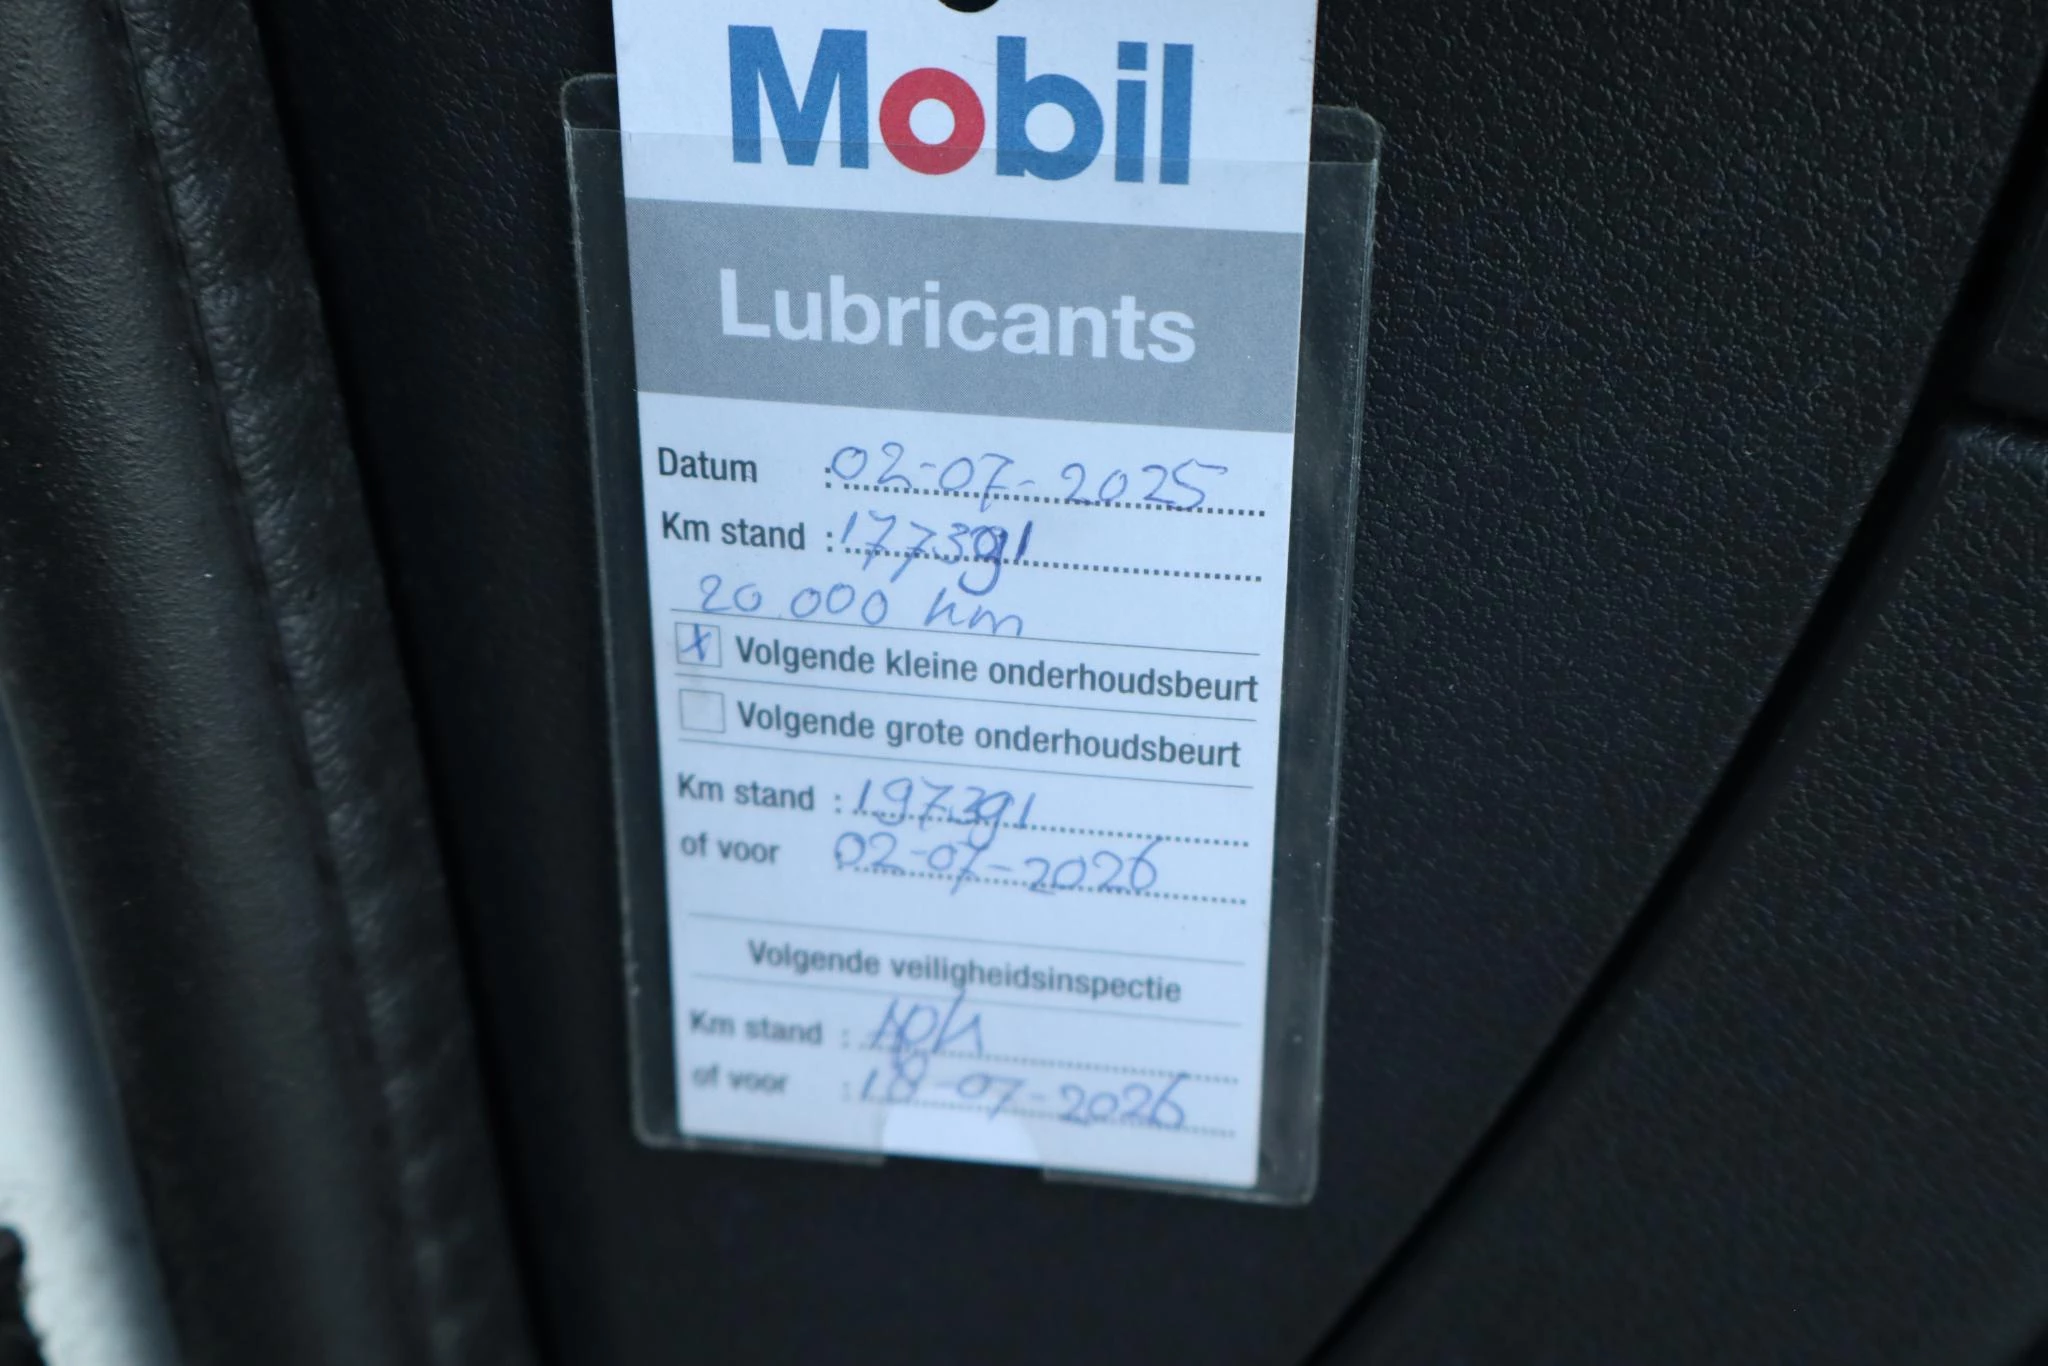 Mobil
Lubricants
Datum : 02-07-2025
Km stand : 177391
20.000 km
x Volgende kleine onderhoudsbeurt
Volgende grote onderhoudsbeurt
Km stand : 197391
of voor : 02-07-2026
Volgende veiligheidsinspectie
Km stand : APK
of voor : 18-07-2026